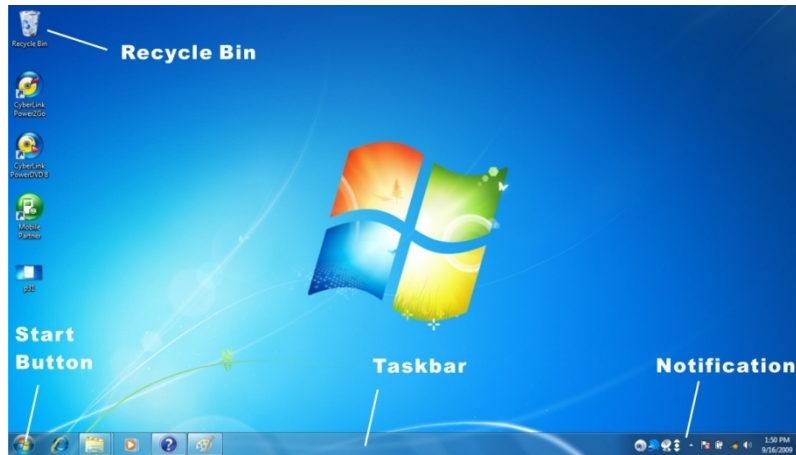 Recycle Bin
Recycle Bin
CyberLink
Power2Go
CyberLink
PowerDVD 8
Mobile
Partner
p31
Start
Button
Taskbar
Notification
1:50 PM
9/16/2009